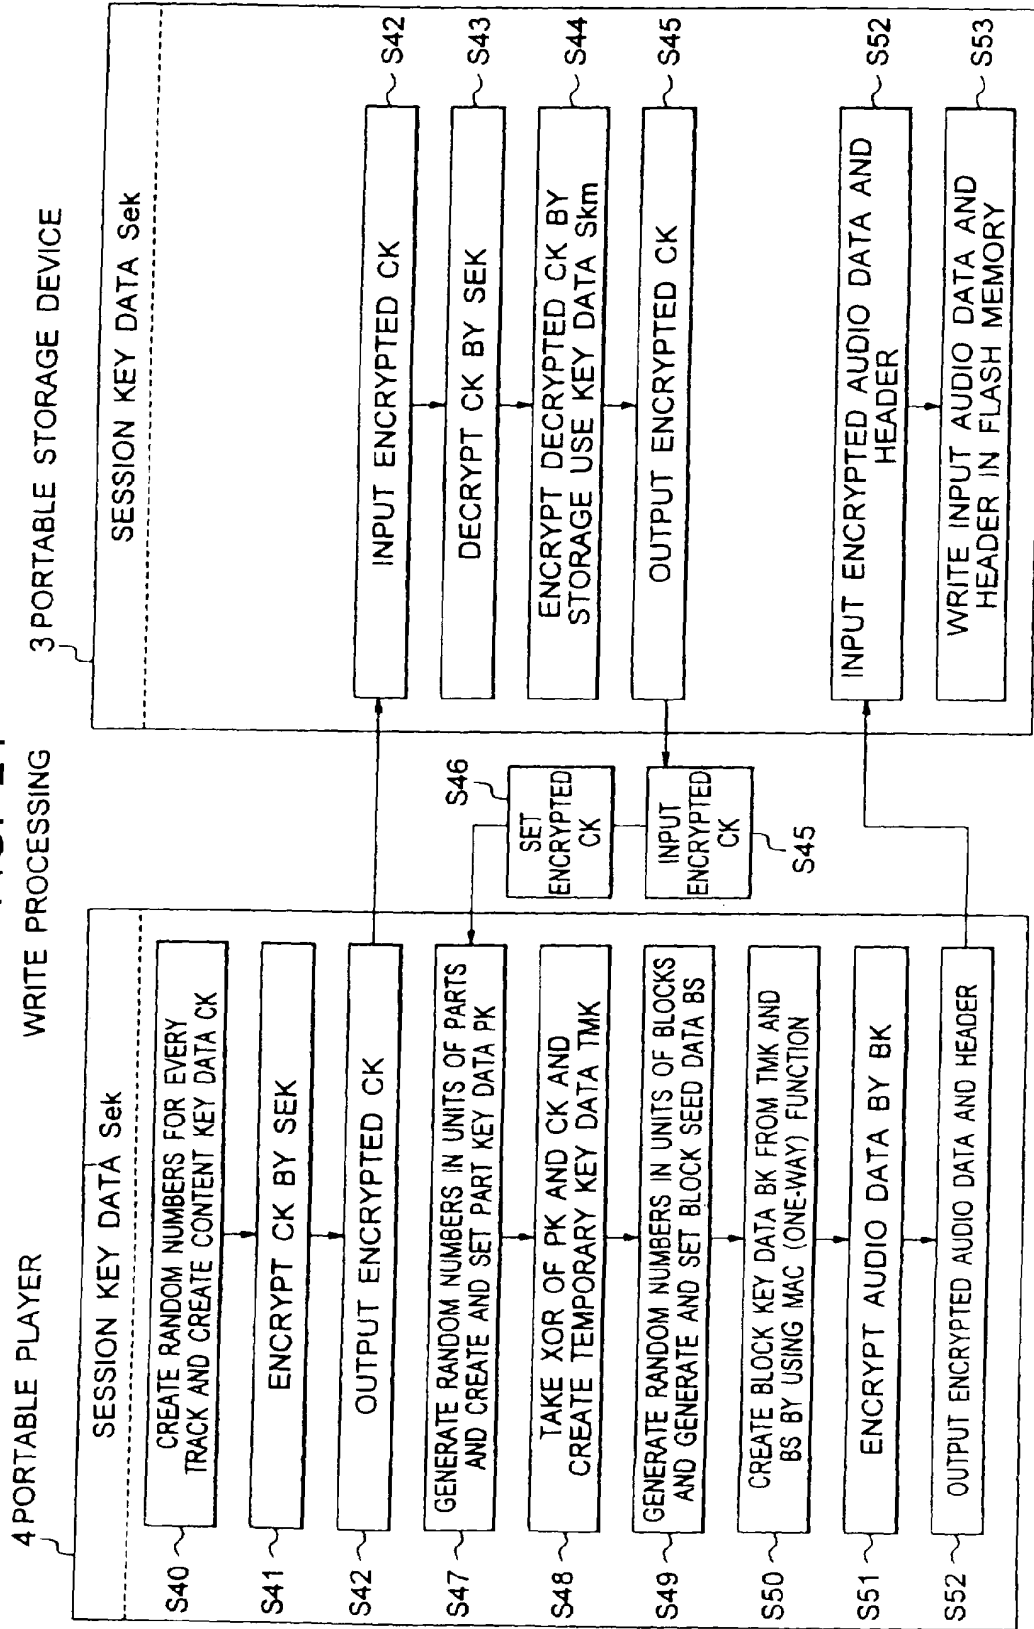 WRITE PROCESSING
4 PORTABLE PLAYER
SESSION KEY DATA Sek
S40
CREATE RANDOM NUMBERS FOR EVERY
TRACK AND CREATE CONTENT KEY DATA CK
S41
ENCRYPT CK BY SEK
S42
OUTPUT ENCRYPTED CK
S47
GENERATE RANDOM NUMBERS IN UNITS OF PARTS
AND CREATE AND SET PART KEY DATA PK
S48
TAKE XOR OF PK AND CK AND
CREATE TEMPORARY KEY DATA TMK
S49
GENERATE RANDOM NUMBERS IN UNITS OF BLOCKS
AND GENERATE AND SET BLOCK SEED DATA BS
S50
CREATE BLOCK KEY DATA BK FROM TMK AND
BS BY USING MAC (ONE-WAY) FUNCTION
S51
ENCRYPT AUDIO DATA BY BK
S52
OUTPUT ENCRYPTED AUDIO DATA AND HEADER
S46
SET
ENCRYPTED
CK
INPUT
ENCRYPTED
CK
S45
3 PORTABLE STORAGE DEVICE
SESSION KEY DATA Sek
INPUT ENCRYPTED CK
S42
DECRYPT CK BY SEK
S43
ENCRYPT DECRYPTED CK BY
STORAGE USE KEY DATA Skm
S44
OUTPUT ENCRYPTED CK
S45
INPUT ENCRYPTED AUDIO DATA AND
HEADER
S52
WRITE INPUT AUDIO DATA AND
HEADER IN FLASH MEMORY
S53